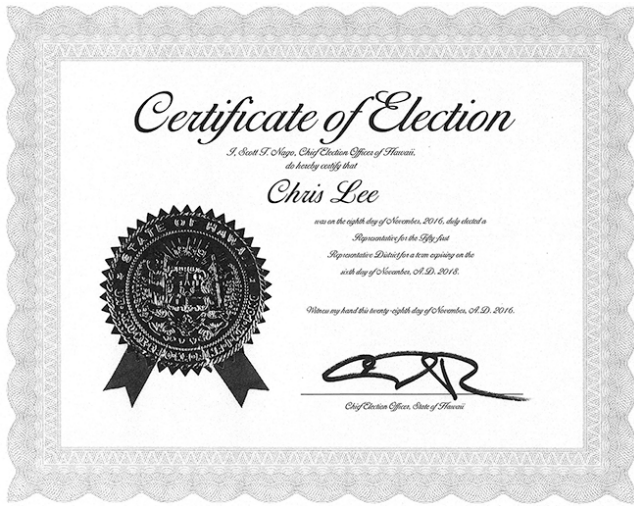 Certificate of Election
I, Scott T. Nago, Chief Election Officer of Hawaii,
do hereby certify that
Chris Lee
was on the eighth day of November, 2016, duly elected a
Representative for the Fifty-first
Representative District for a term expiring on the
sixth day of November, A.D. 2018.
Witness my hand this twenty-eighth day of November, A.D. 2016.
Chief Election Officer, State of Hawaii
STATE OF HAWAII